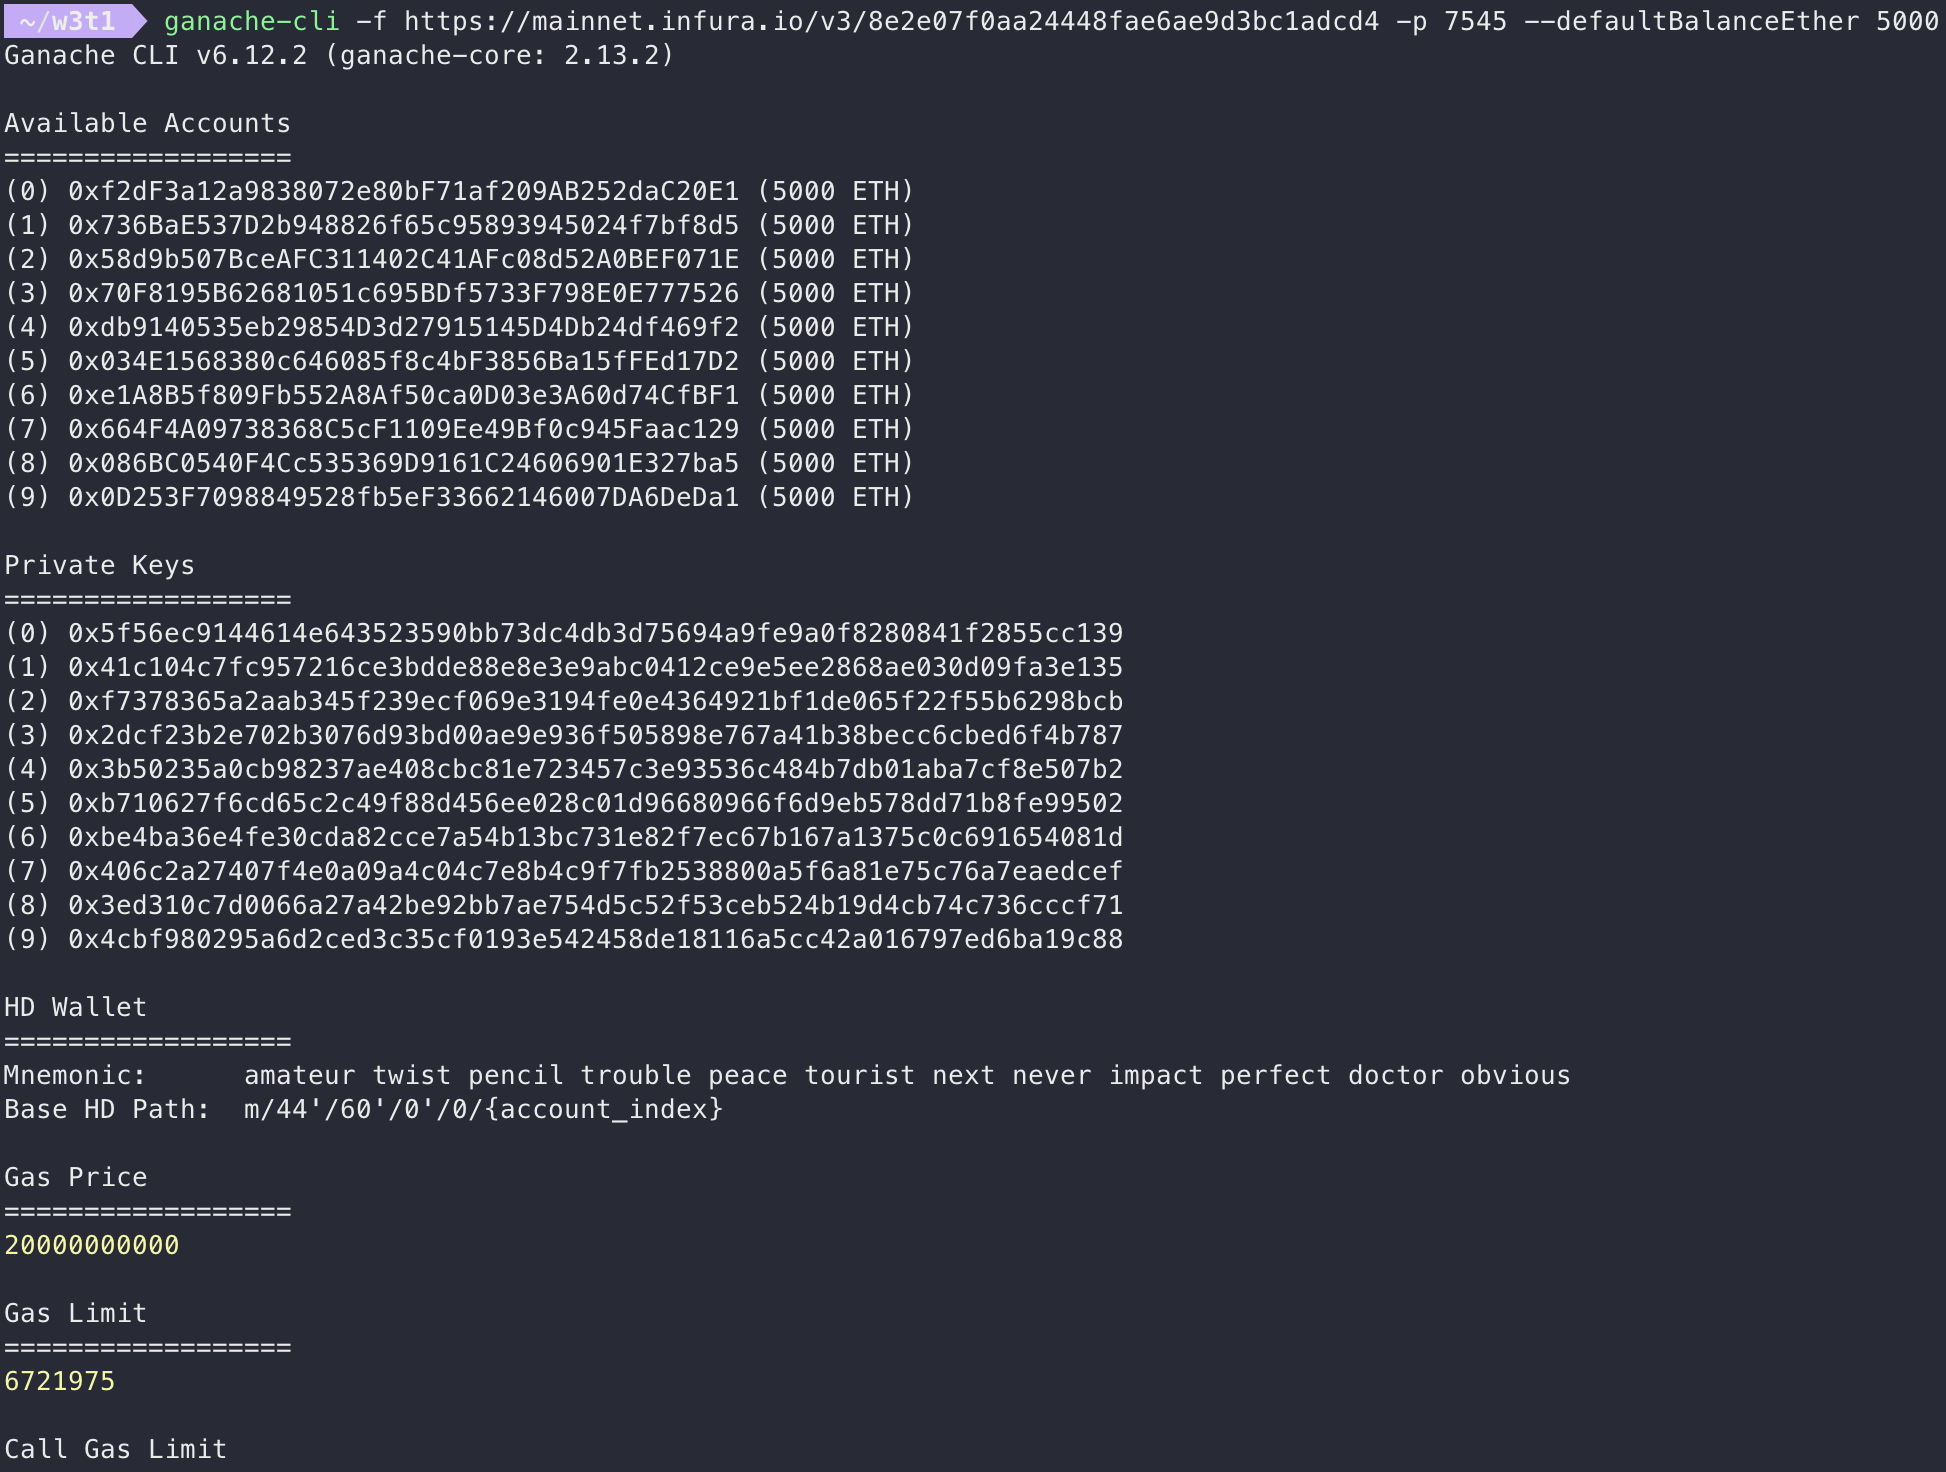 ~/w3t1 ganache-cli -f https://mainnet.infura.io/v3/8e2e07f0aa24448fae6ae9d3bc1adcd4 -p 7545 --defaultBalanceEther 5000
Ganache CLI v6.12.2 (ganache-core: 2.13.2)
Available Accounts
==================
(0) 0xf2dF3a12a9838072e80bF71af209AB252daC20E1 (5000 ETH)
(1) 0x736BaE537D2b948826f65c95893945024f7bf8d5 (5000 ETH)
(2) 0x58d9b507BceAFC311402C41AFc08d52A0BEF071E (5000 ETH)
(3) 0x70F8195B62681051c695BDf5733F798E0E777526 (5000 ETH)
(4) 0xdb9140535eb29854D3d27915145D4Db24df469f2 (5000 ETH)
(5) 0x034E1568380c646085f8c4bF3856Ba15fFEd17D2 (5000 ETH)
(6) 0xe1A8B5f809Fb552A8Af50ca0D03e3A60d74CfBF1 (5000 ETH)
(7) 0x664F4A09738368C5cF1109Ee49Bf0c945Faac129 (5000 ETH)
(8) 0x086BC0540F4Cc535369D9161C24606901E327ba5 (5000 ETH)
(9) 0x0D253F7098849528fb5eF33662146007DA6DeDa1 (5000 ETH)
Private Keys
==================
(0) 0x5f56ec9144614e643523590bb73dc4db3d75694a9fe9a0f8280841f2855cc139
(1) 0x41c104c7fc957216ce3bdde88e8e3e9abc0412ce9e5ee2868ae030d09fa3e135
(2) 0xf7378365a2aab345f239ecf069e3194fe0e4364921bf1de065f22f55b6298bcb
(3) 0x2dcf23b2e702b3076d93bd00ae9e936f505898e767a41b38becc6cbed6f4b787
(4) 0x3b50235a0cb98237ae408cbc81e723457c3e93536c484b7db01aba7cf8e507b2
(5) 0xb710627f6cd65c2c49f88d456ee028c01d96680966f6d9eb578dd71b8fe99502
(6) 0xbe4ba36e4fe30cda82cce7a54b13bc731e82f7ec67b167a1375c0c691654081d
(7) 0x406c2a27407f4e0a09a4c04c7e8b4c9f7fb2538800a5f6a81e75c76a7eaedcef
(8) 0x3ed310c7d0066a27a42be92bb7ae754d5c52f53ceb524b19d4cb74c736cccf71
(9) 0x4cbf980295a6d2ced3c35cf0193e542458de18116a5cc42a016797ed6ba19c88
HD Wallet
==================
Mnemonic:      amateur twist pencil trouble peace tourist next never impact perfect doctor obvious
Base HD Path:  m/44'/60'/0'/0/{account_index}
Gas Price
==================
20000000000
Gas Limit
==================
6721975
Call Gas Limit